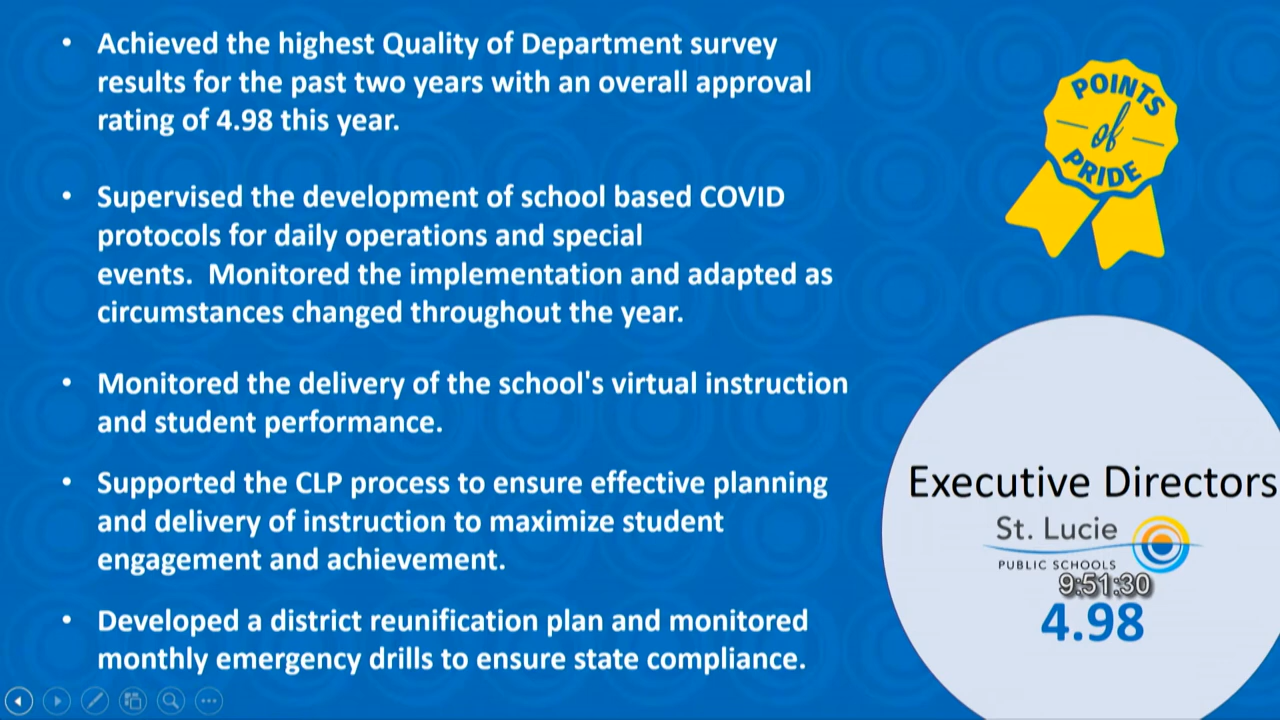 • Achieved the highest Quality of Department survey
results for the past two years with an overall approval
rating of 4.98 this year.
• Supervised the development of school based COVID
protocols for daily operations and special
events.  Monitored the implementation and adapted as
circumstances changed throughout the year.
• Monitored the delivery of the school's virtual instruction
and student performance.
• Supported the CLP process to ensure effective planning
and delivery of instruction to maximize student
engagement and achievement.
• Developed a district reunification plan and monitored
monthly emergency drills to ensure state compliance.
POINTS
of
PRIDE
Executive Directors
St. Lucie
PUBLIC SCHOOLS
9:51:30
4.98